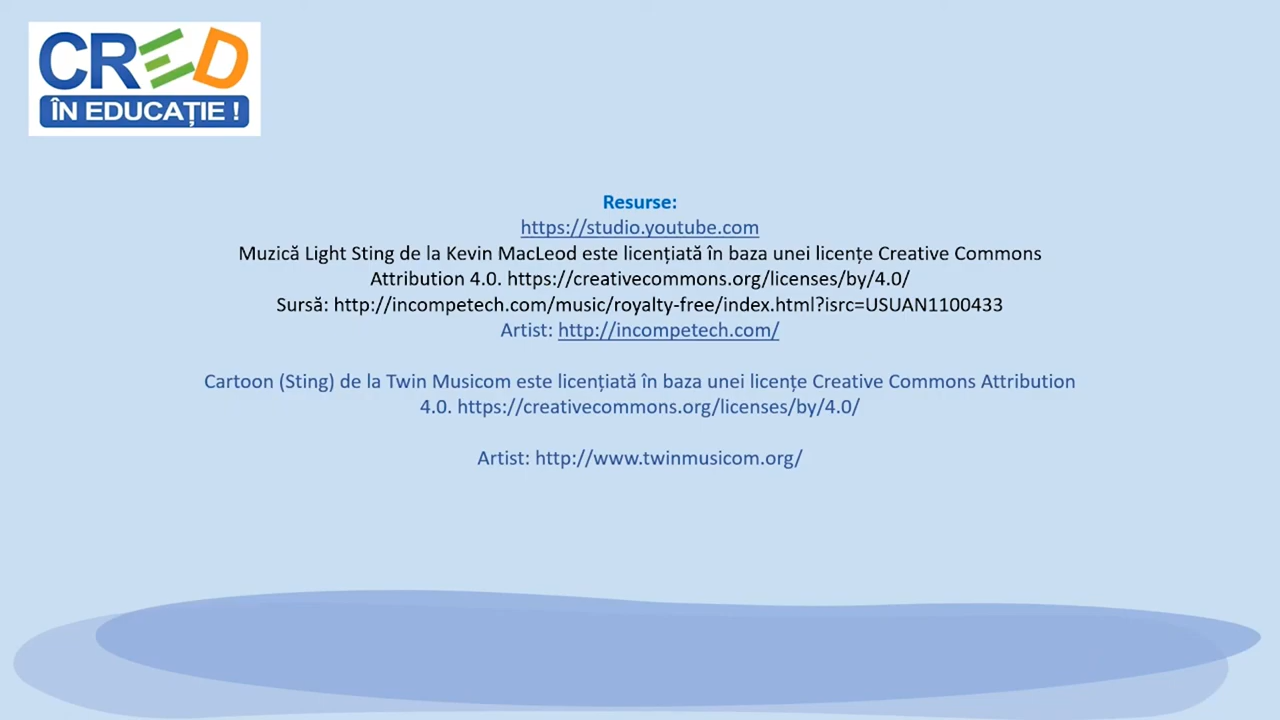 CRED
ÎN EDUCAȚIE !
Resurse:
https://studio.youtube.com
Muzică Light Sting de la Kevin MacLeod este licențiată în baza unei licențe Creative Commons
Attribution 4.0. https://creativecommons.org/licenses/by/4.0/
Sursă: http://incompetech.com/music/royalty-free/index.html?isrc=USUAN1100433
Artist: http://incompetech.com/
Cartoon (Sting) de la Twin Musicom este licențiată în baza unei licențe Creative Commons Attribution
4.0. https://creativecommons.org/licenses/by/4.0/
Artist: http://www.twinmusicom.org/